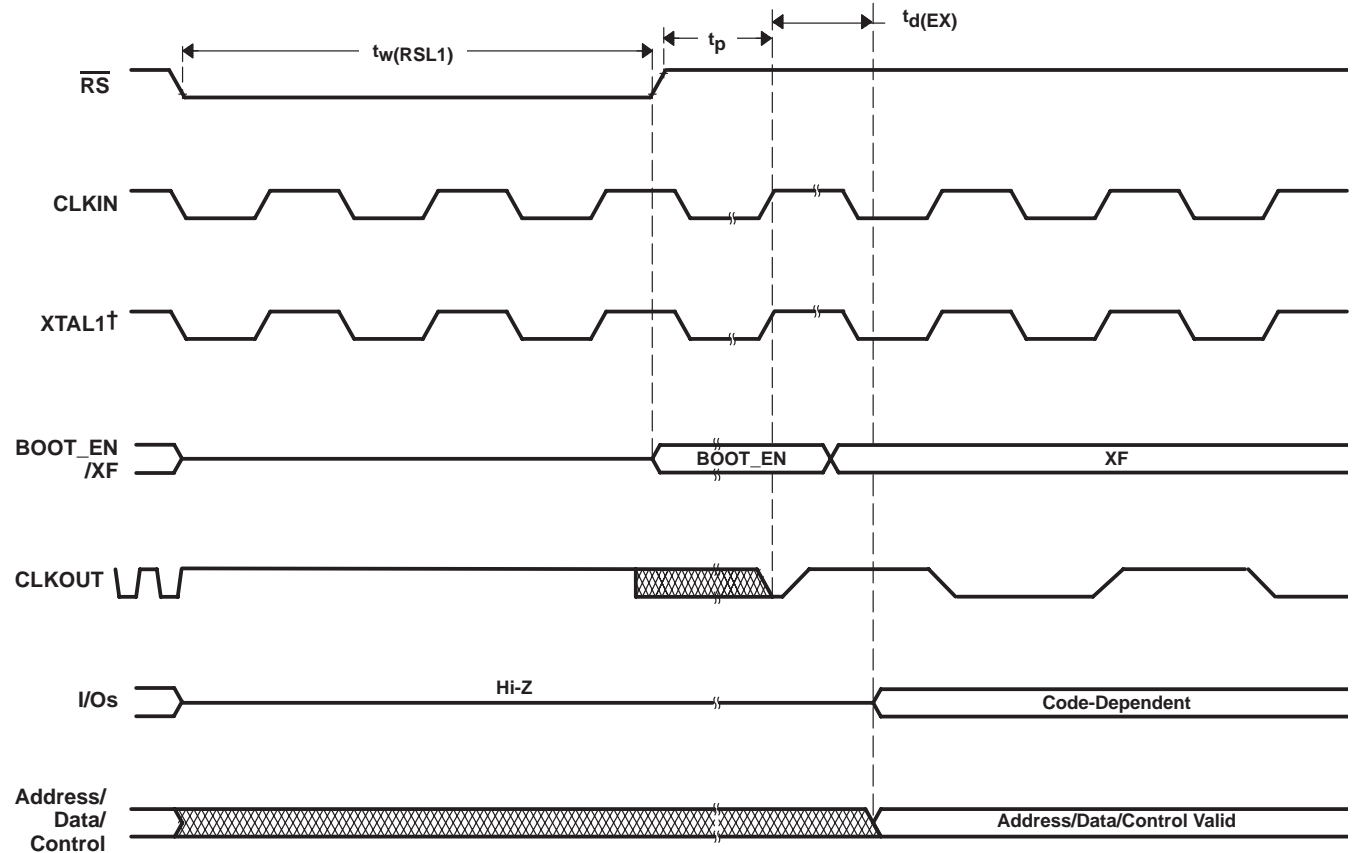 td(EX)
tw(RSL1)
tp
RS
CLKIN
XTAL1†
BOOT_EN
/XF
BOOT_EN
XF
CLKOUT
I/Os
Hi-Z
Code-Dependent
Address/
Data/
Control
Address/Data/Control Valid